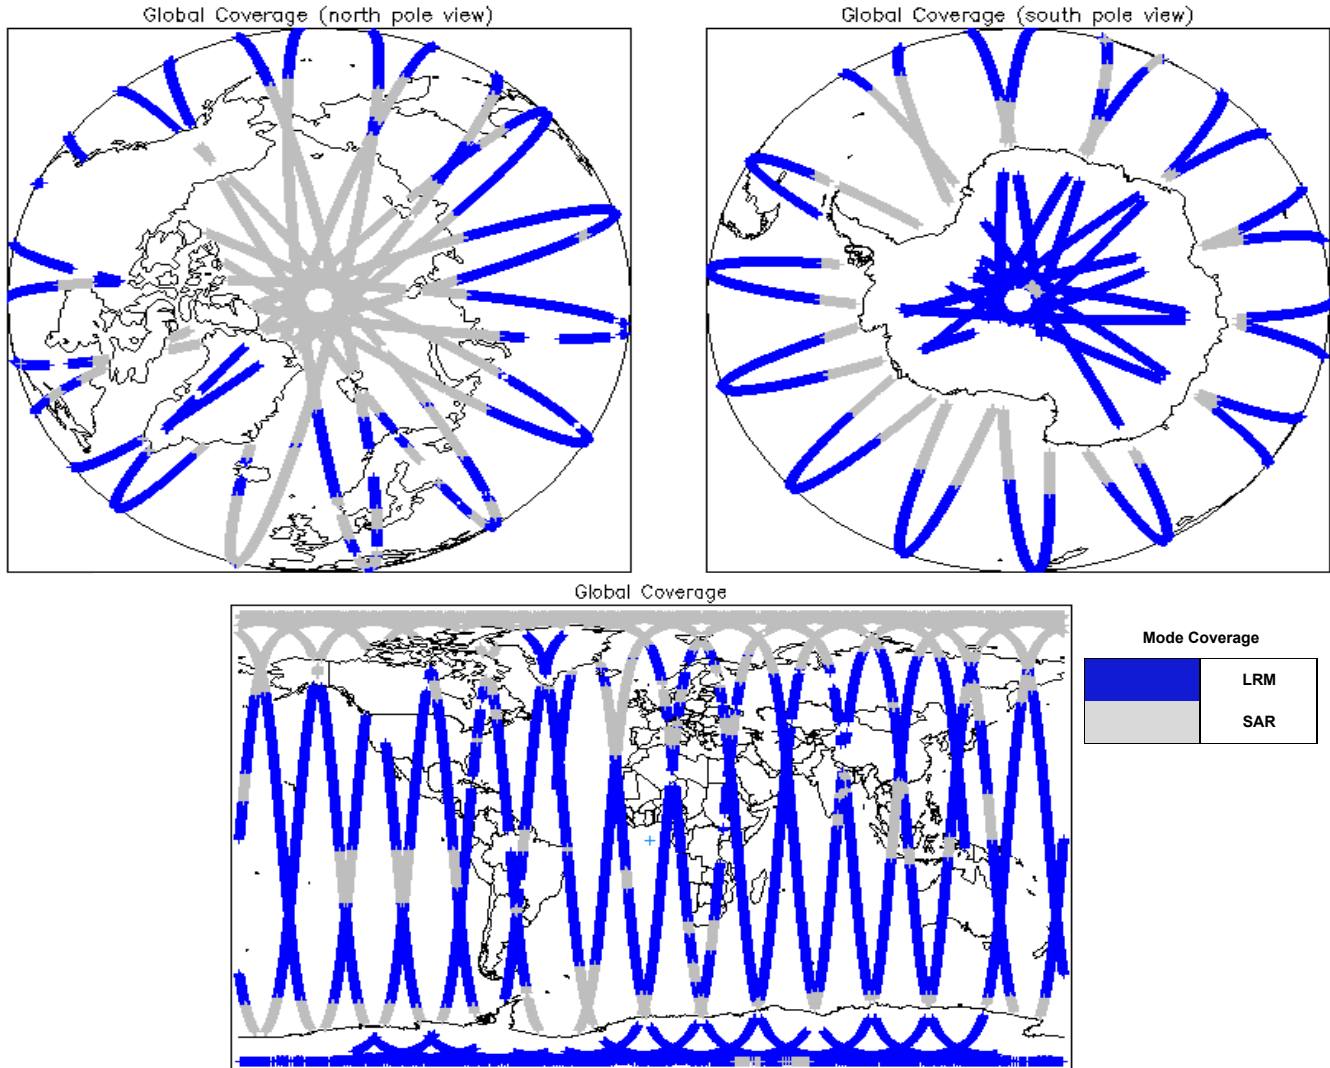 Global Coverage (north pole view)
Global Coverage (south pole view)
Global Coverage
Mode Coverage
LRM
SAR